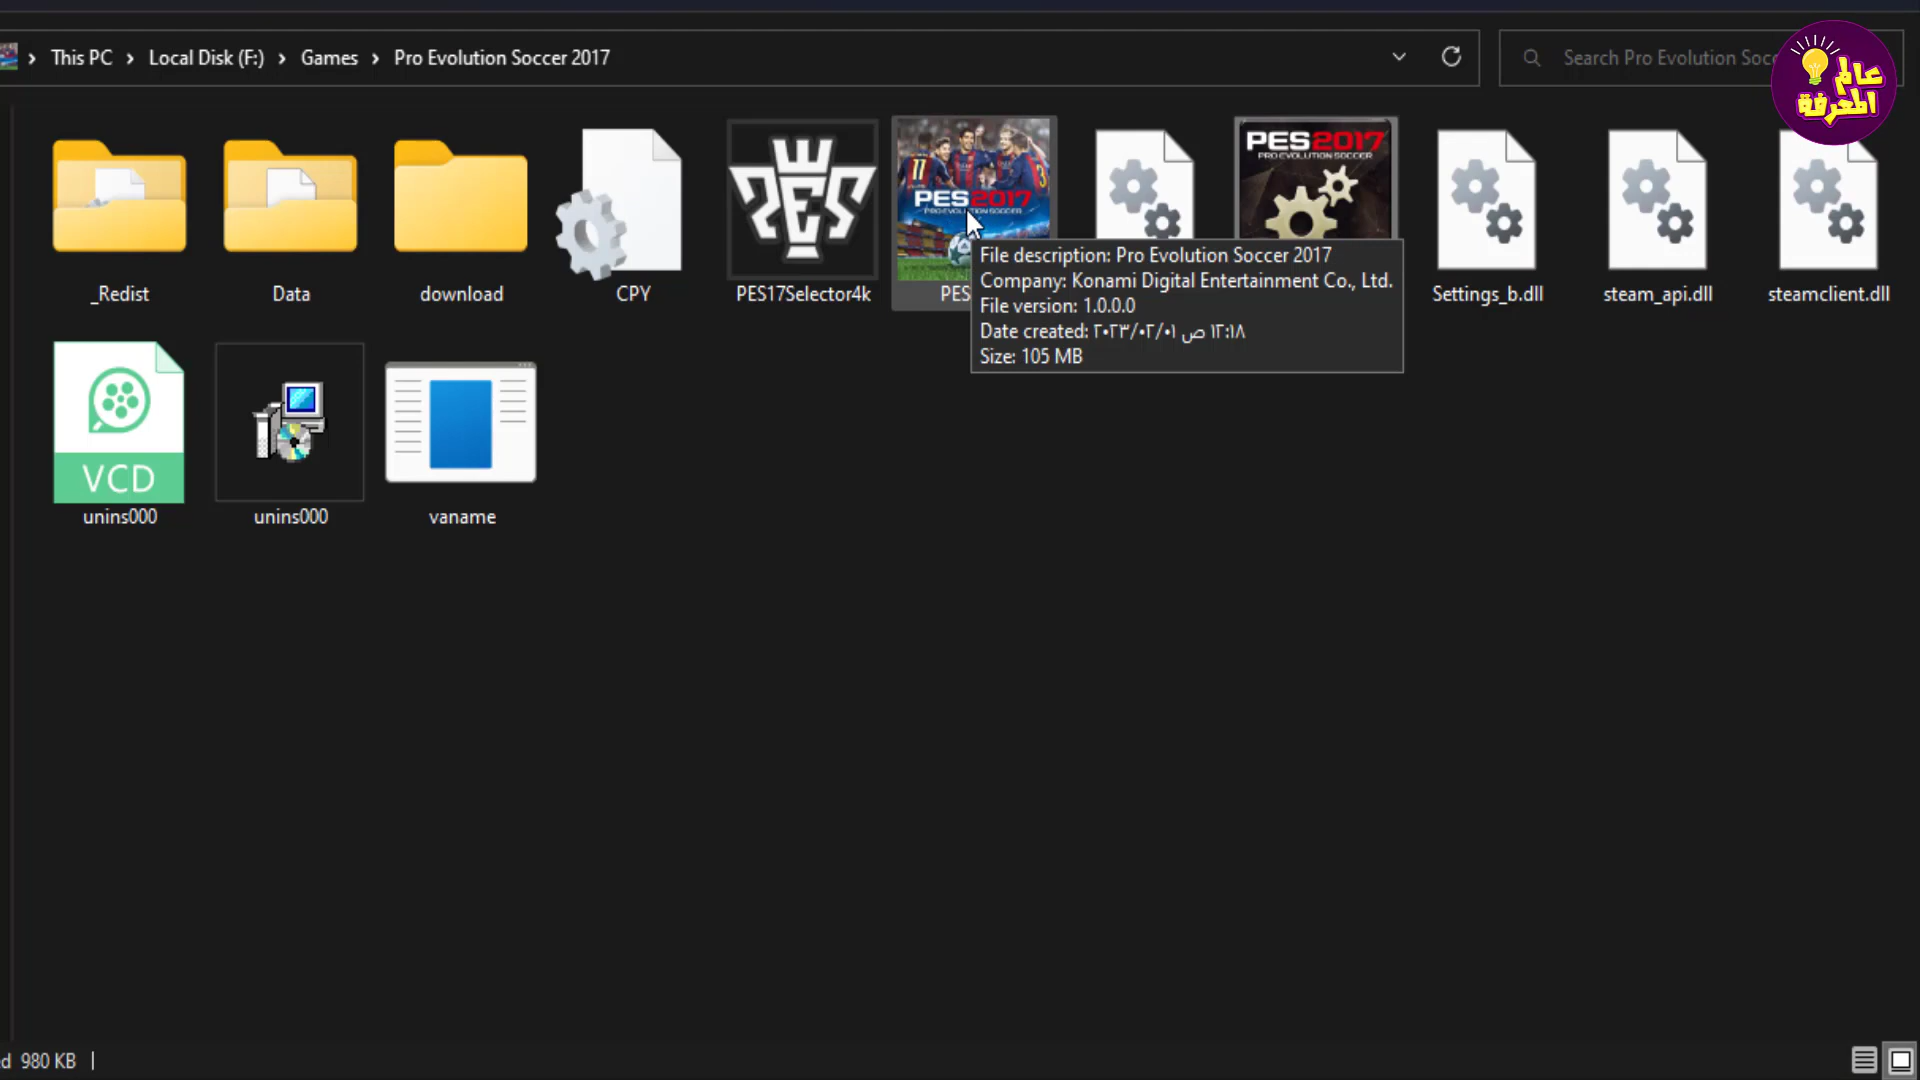 This PC › Local Disk (F:) › Games › Pro Evolution Soccer 2017
Search Pro Evolution Socc
عالم
المعرفة
_Redist
Data
download
CPY
PES17Selector4k
PES
PES2017
PRO EVOLUTION SOCCER
PES2017
PRO EVOLUTION SOCCER
Settings_b.dll
steam_api.dll
steamclient.dll
File description: Pro Evolution Soccer 2017
Company: Konami Digital Entertainment Co., Ltd.
File version: 1.0.0.0
Date created: ٢٠٢٣/٠٢/٠١ ص ١٢:١٨
Size: 105 MB
VCD
unins000
unins000
vaname
d 980 KB